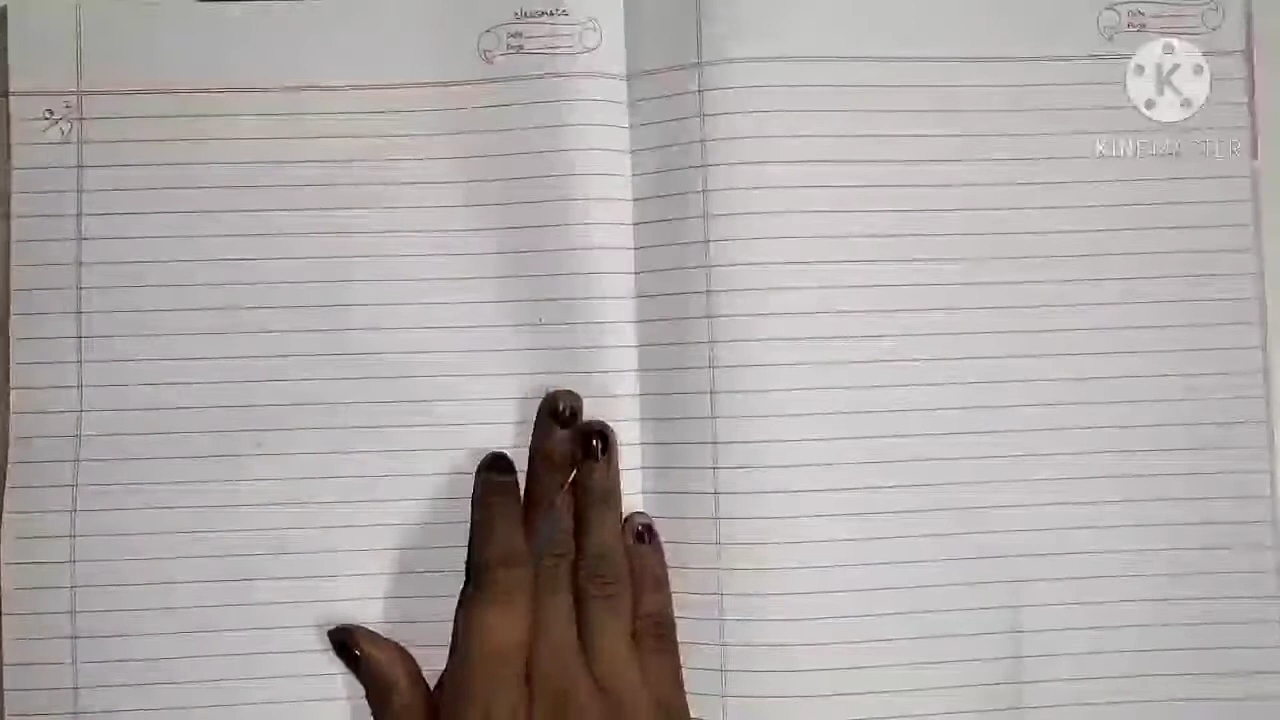 classmate
Date
Page
Date
Page
K
KINEMASTER